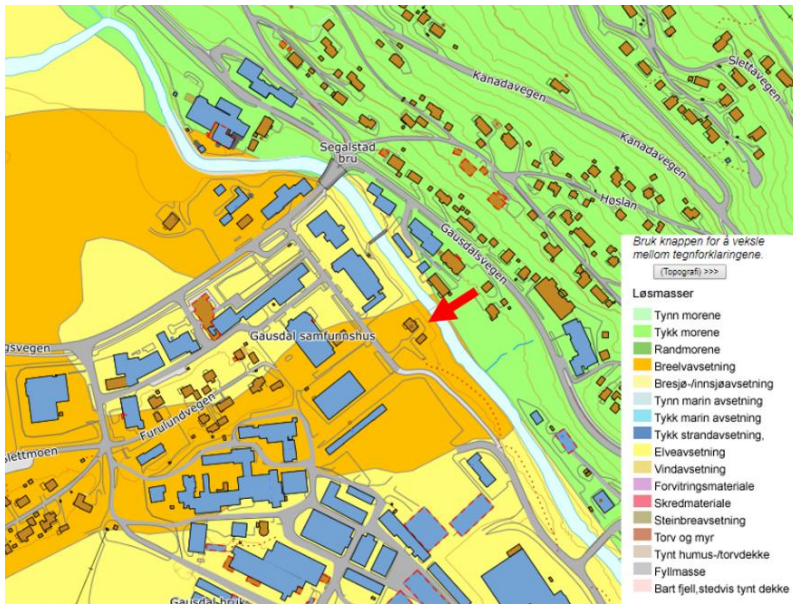 Kanadavegen
Slettavegen
Kanadavegen
Segalstad
bru
Høslan
Gausdalsvegen
Gausdal samfunnshus
gsvegen
Furulundvegen
lettmoen
Gausdal bruk
Bruk knappen for å veksle
mellom tegnforklaringene.
(Topografi) >>>
Løsmasser
Tynn morene
Tykk morene
Randmorene
Breelvavsetning
Bresjø-/innsjøavsetning
Tynn marin avsetning
Tykk marin avsetning
Tykk strandavsetning,
Elveavsetning
Vindavsetning
Forvitringsmateriale
Skredmateriale
Steinbreavsetning
Torv og myr
Tynt humus-/torvdekke
Fyllmasse
Bart fjell,stedvis tynt dekke